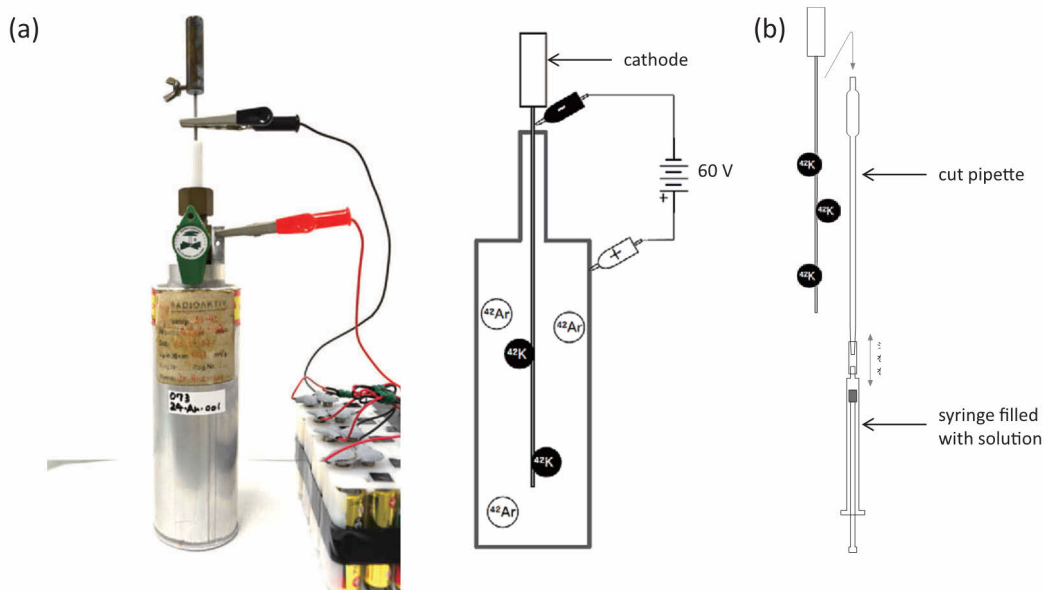 (a)
RADIOAKTIV
073
24-Ar-001
cathode
60 V
+
+
⁴²Ar
⁴²Ar
⁴²K
⁴²K
⁴²Ar
(b)
⁴²K
⁴²K
⁴²K
cut pipette
syringe filled
with solution